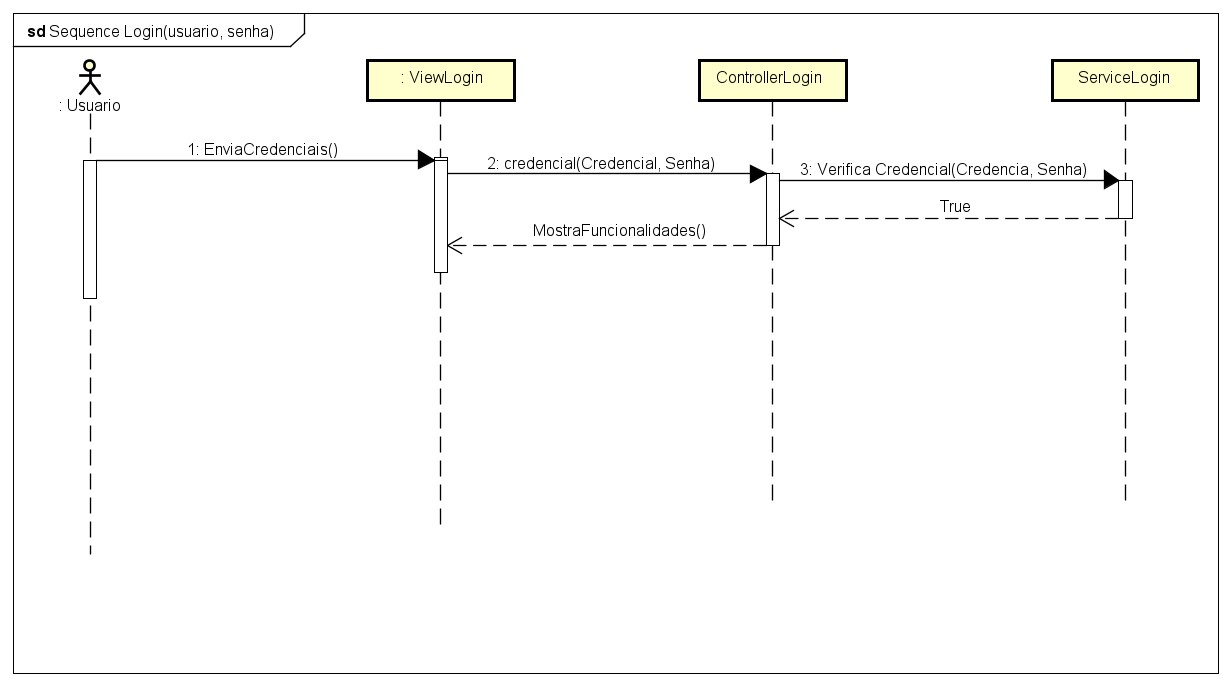 sd Sequence Login(usuario, senha)
: Usuario
: ViewLogin
ControllerLogin
ServiceLogin
1: EnviaCredenciais()
2: credencial(Credencial, Senha)
3: Verifica Credencial(Credencia, Senha)
True
MostraFuncionalidades()